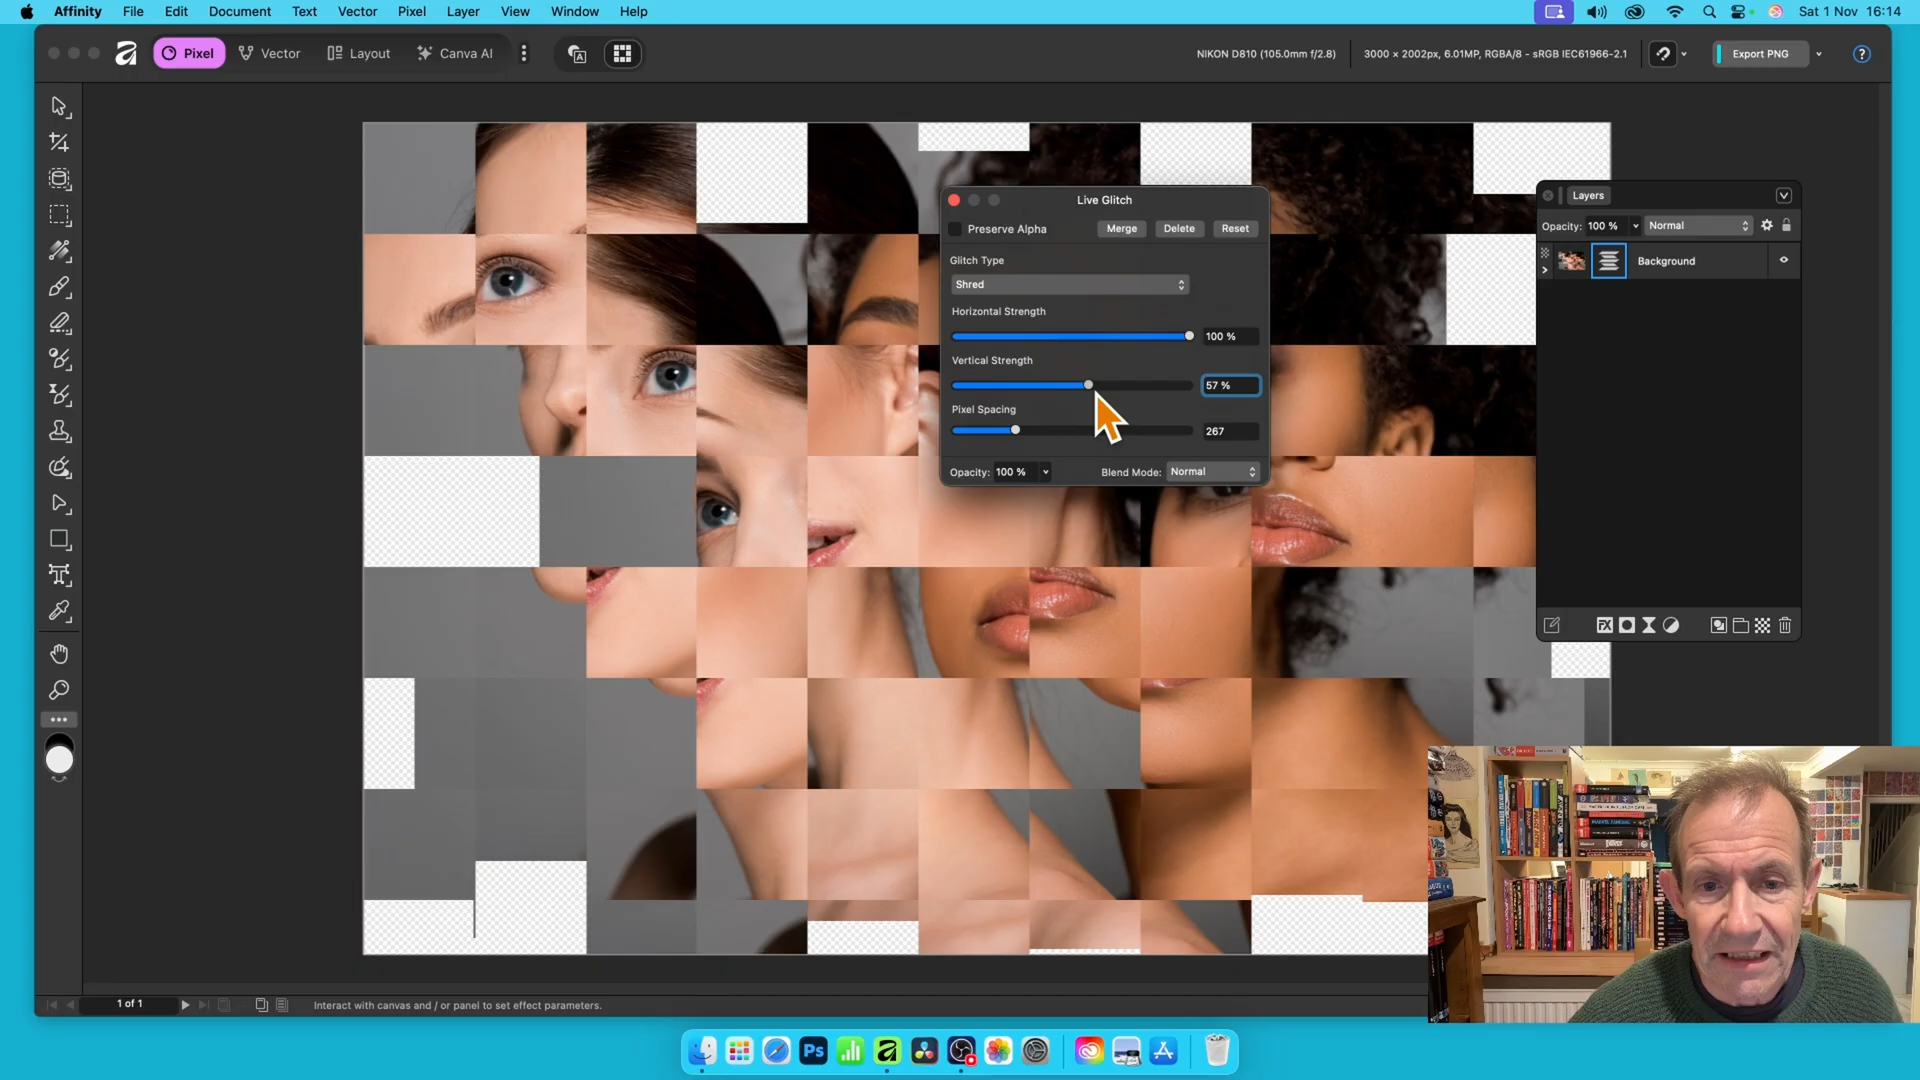 Affinity File Edit Document Text Vector Pixel Layer View Window Help Sat 1 Nov 16:14
Pixel Vector Layout Canva AI NIKON D810 (105.0mm f/2.8) 3000 × 2002px, 6.01MP, RGBA/8 - sRGB IEC61966-2.1 Export PNG ?
Live Glitch
Preserve Alpha Merge Delete Reset
Glitch Type
Shred
Horizontal Strength
100 %
Vertical Strength
57 %
Pixel Spacing
267
Opacity: 100 % Blend Mode: Normal
Layers
Opacity: 100 % Normal
Background
FX
1 of 1 Interact with canvas and / or panel to set effect parameters.
Ps